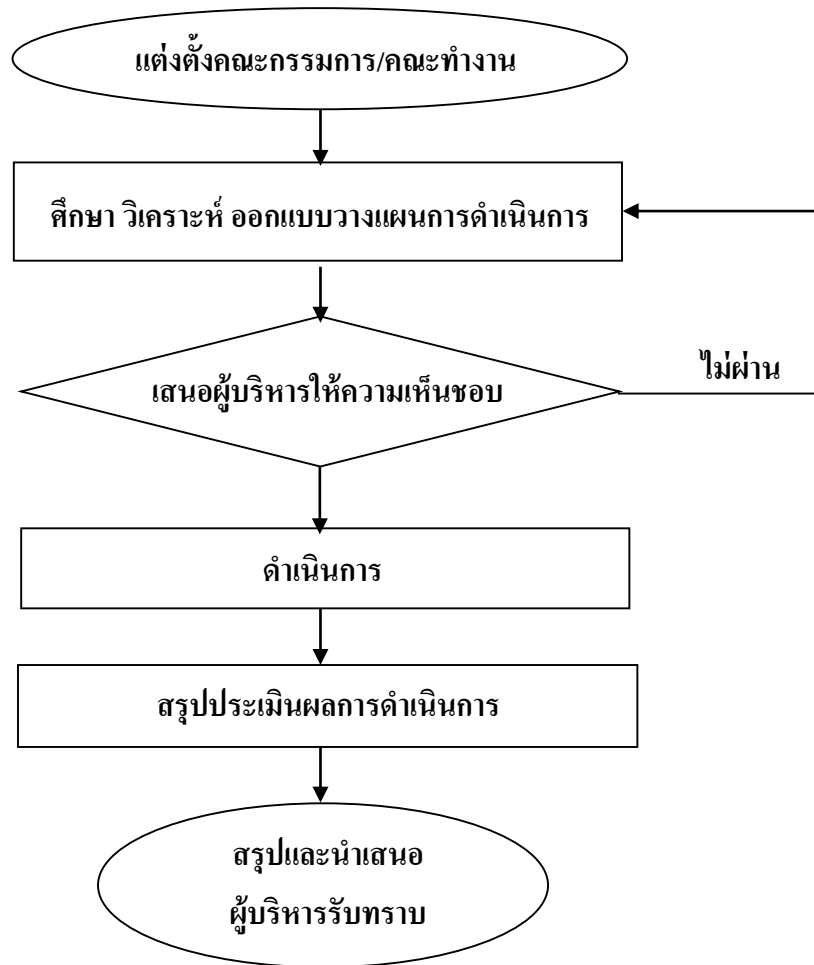 แต่งตั้งคณะกรรมการ/คณะทำงาน
ศึกษา วิเคราะห์ ออกแบบวางแผนการดำเนินการ
เสนอผู้บริหารให้ความเห็นชอบ
ไม่ผ่าน
ดำเนินการ
สรุปประเมินผลการดำเนินการ
สรุปและนำเสนอ
ผู้บริหารรับทราบ